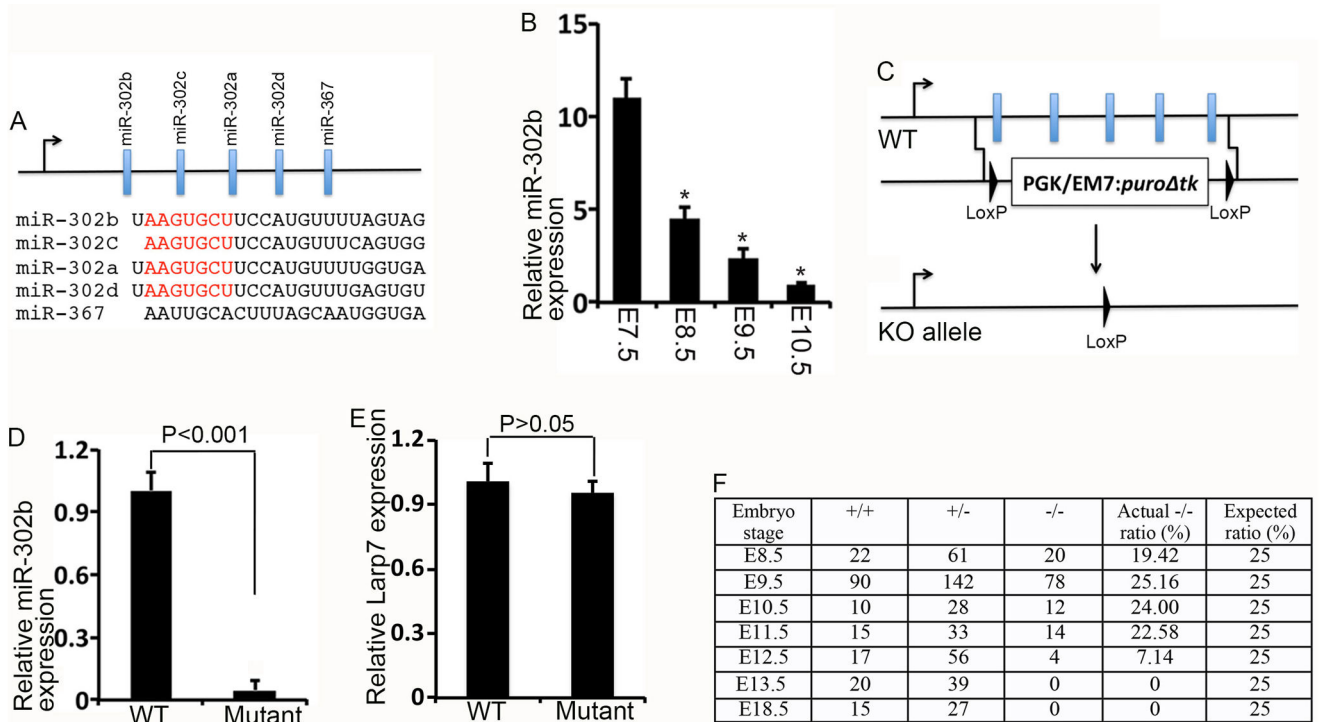 A
miR-302b
miR-302c
miR-302a
miR-302d
miR-367
miR-302b UAAGUGCUUCCAUGUUUUAGUAG
miR-302C AAGUGCUUCCAUGUUUCAGUGG
miR-302a UAAGUGCUUCCAUGUUUUGGUGA
miR-302d UAAGUGCUUCCAUGUUUGAGUGU
miR-367 AAUUGCACUUUAGCAAUGGUGA
B
Relative miR-302b
expression
15
10
5
0
*
*
*
E7.5
E8.5
E9.5
E10.5
C
WT
PGK/EM7:puroΔtk
LoxP
LoxP
KO allele
LoxP
D
Relative miR-302b
expression
P<0.001
1.2
0.9
0.6
0.3
0
WT
Mutant
E
Relative Larp7 expression
P>0.05
1.2
0.9
0.6
0.3
0
WT
Mutant
F
Embryo stage +/+ +/- -/- Actual -/- ratio (%) Expected ratio (%)
E8.5 22 61 20 19.42 25
E9.5 90 142 78 25.16 25
E10.5 10 28 12 24.00 25
E11.5 15 33 14 22.58 25
E12.5 17 56 4 7.14 25
E13.5 20 39 0 0 25
E18.5 15 27 0 0 25